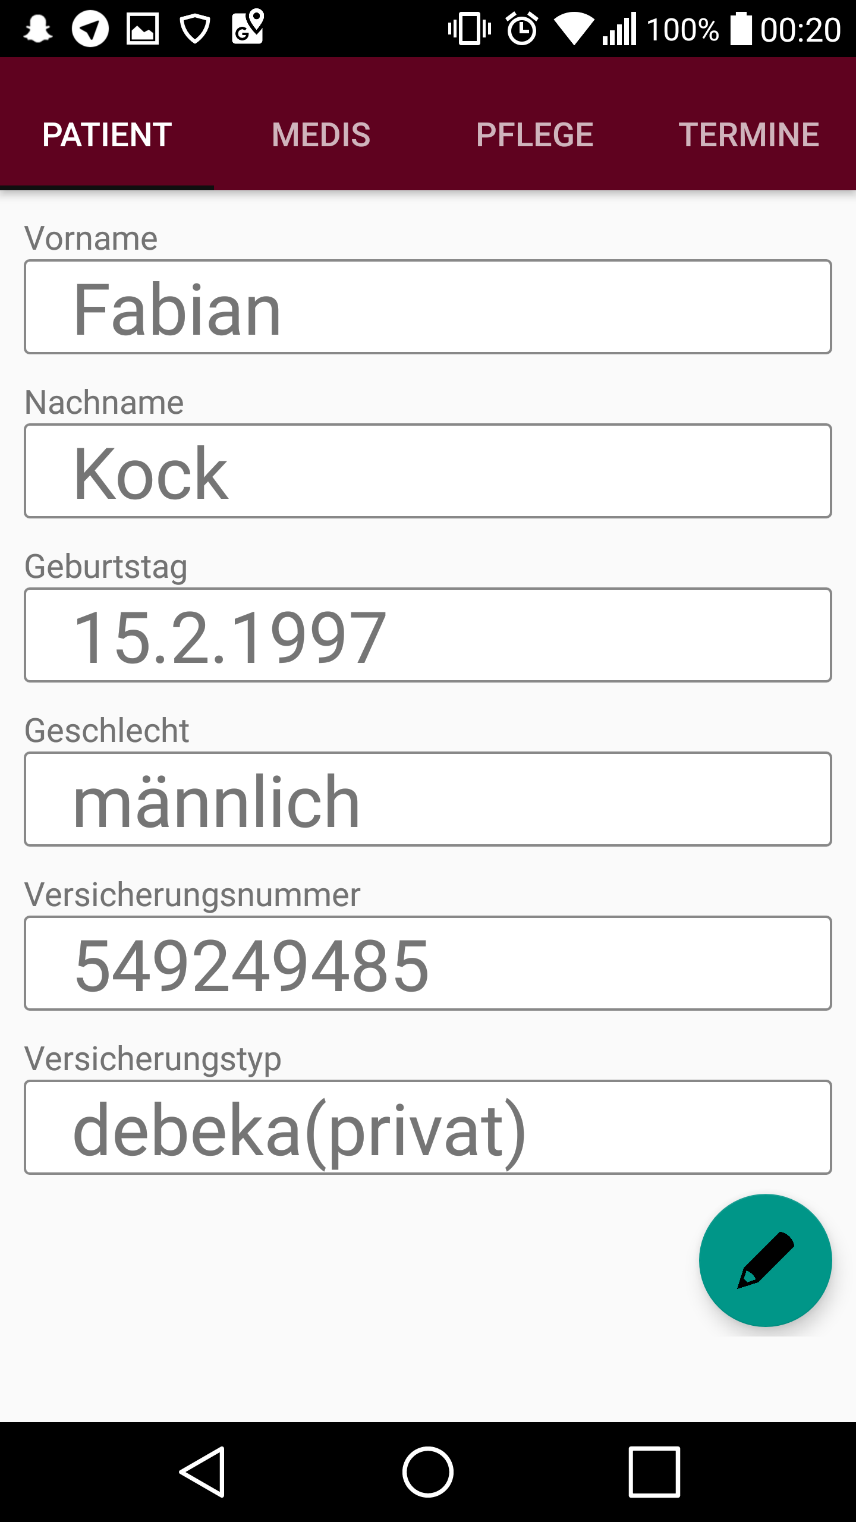 100% 00:20
PATIENT MEDIS PFLEGE TERMINE
Vorname
Fabian
Nachname
Kock
Geburtstag
15.2.1997
Geschlecht
männlich
Versicherungsnummer
549249485
Versicherungstyp
debeka(privat)